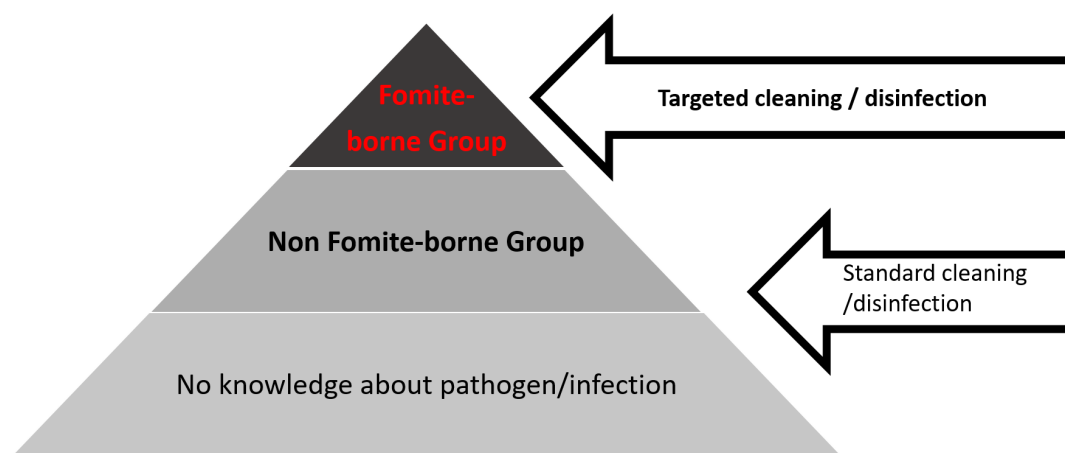 Fomite-
borne Group
Targeted cleaning / disinfection
Non Fomite-borne Group
Standard cleaning
/disinfection
No knowledge about pathogen/infection